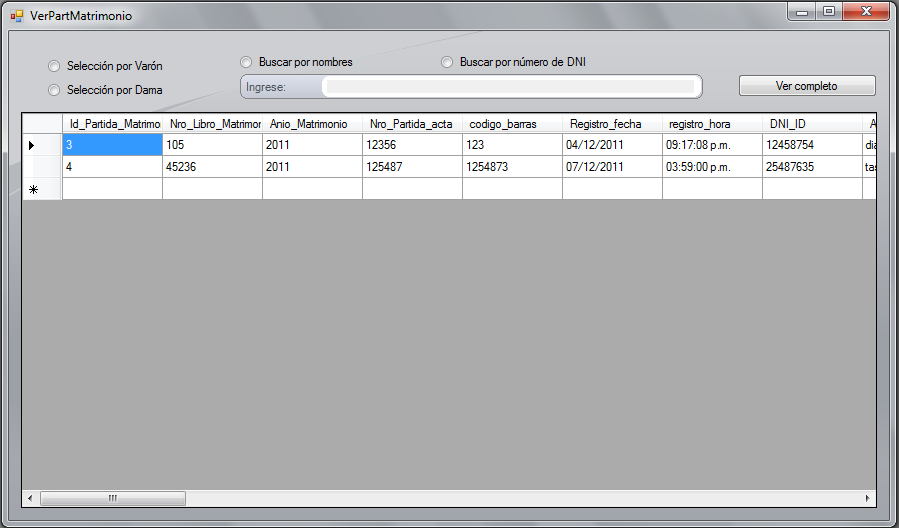 VerPartMatrimonio
Selección por Varón
Selección por Dama
Buscar por nombres
Buscar por número de DNI
Ingrese:
Ver completo
Id_Partida_Matrimo Nro_Libro_Matrimor Anio_Matrimonio Nro_Partida_acta codigo_barras Registro_fecha registro_hora DNI_ID A
3 105 2011 12356 123 04/12/2011 09:17:08 p.m. 12458754 dia
4 45236 2011 125487 1254873 07/12/2011 03:59:00 p.m. 25487635 tas